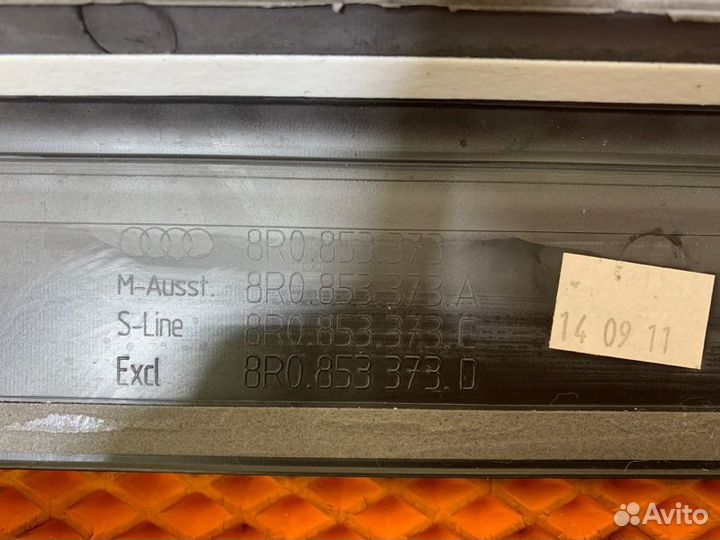 8R0.853.373
M-Ausst. 8R0.853.373.A
S-Line 8R0.853.373.C
Excl 8R0.853 373.D
14 09 11
Avito